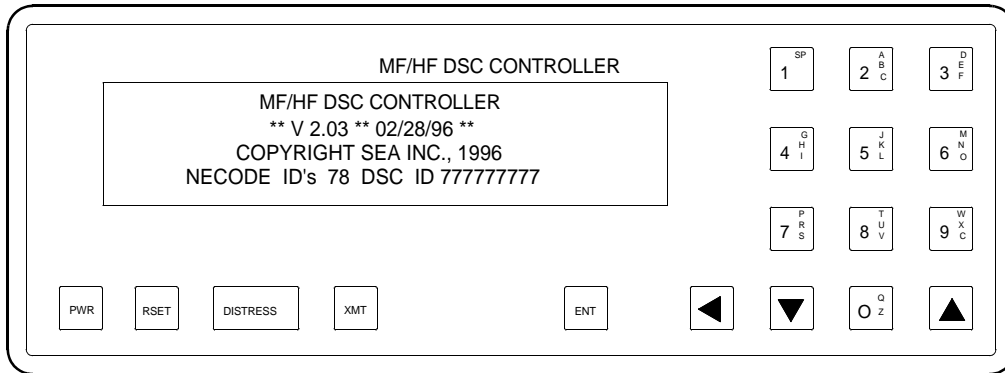 MF/HF DSC CONTROLLER
MF/HF DSC CONTROLLER
** V 2.03 ** 02/28/96 **
COPYRIGHT SEA INC., 1996
NECODE ID's 78 DSC ID 777777777
1 SP
2 A B C
3 D E F
4 G H I
5 J K L
6 M N O
7 P R S
8 T U V
9 W X C
PWR RSET DISTRESS XMT ENT O Q Z